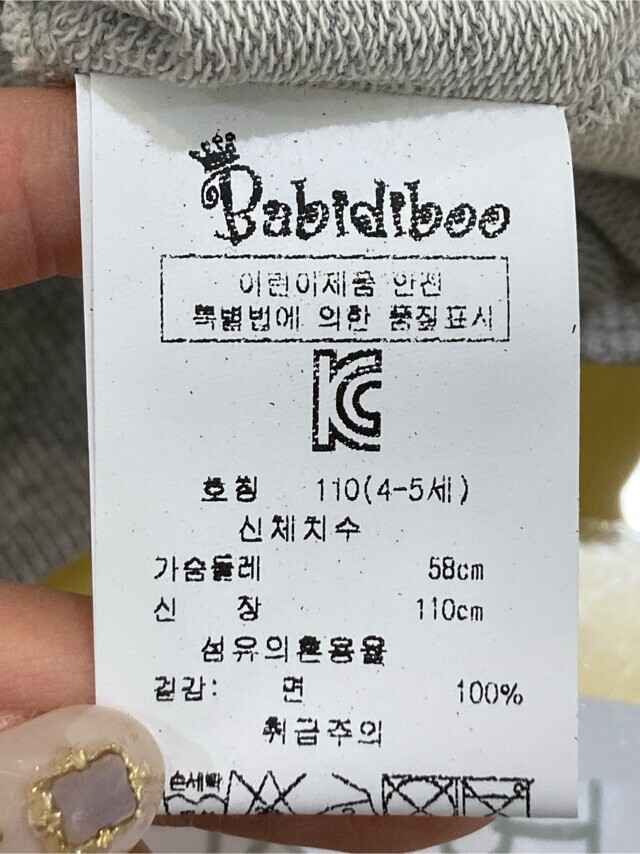 Babidiboo
어린이제품 안전
특별법에 의한 품질표시
KC
호칭 110(4-5세)
신체치수
가슴둘레 58cm
신 장 110cm
섬유의혼용율
겉감: 면 100%
취급주의
손세탁